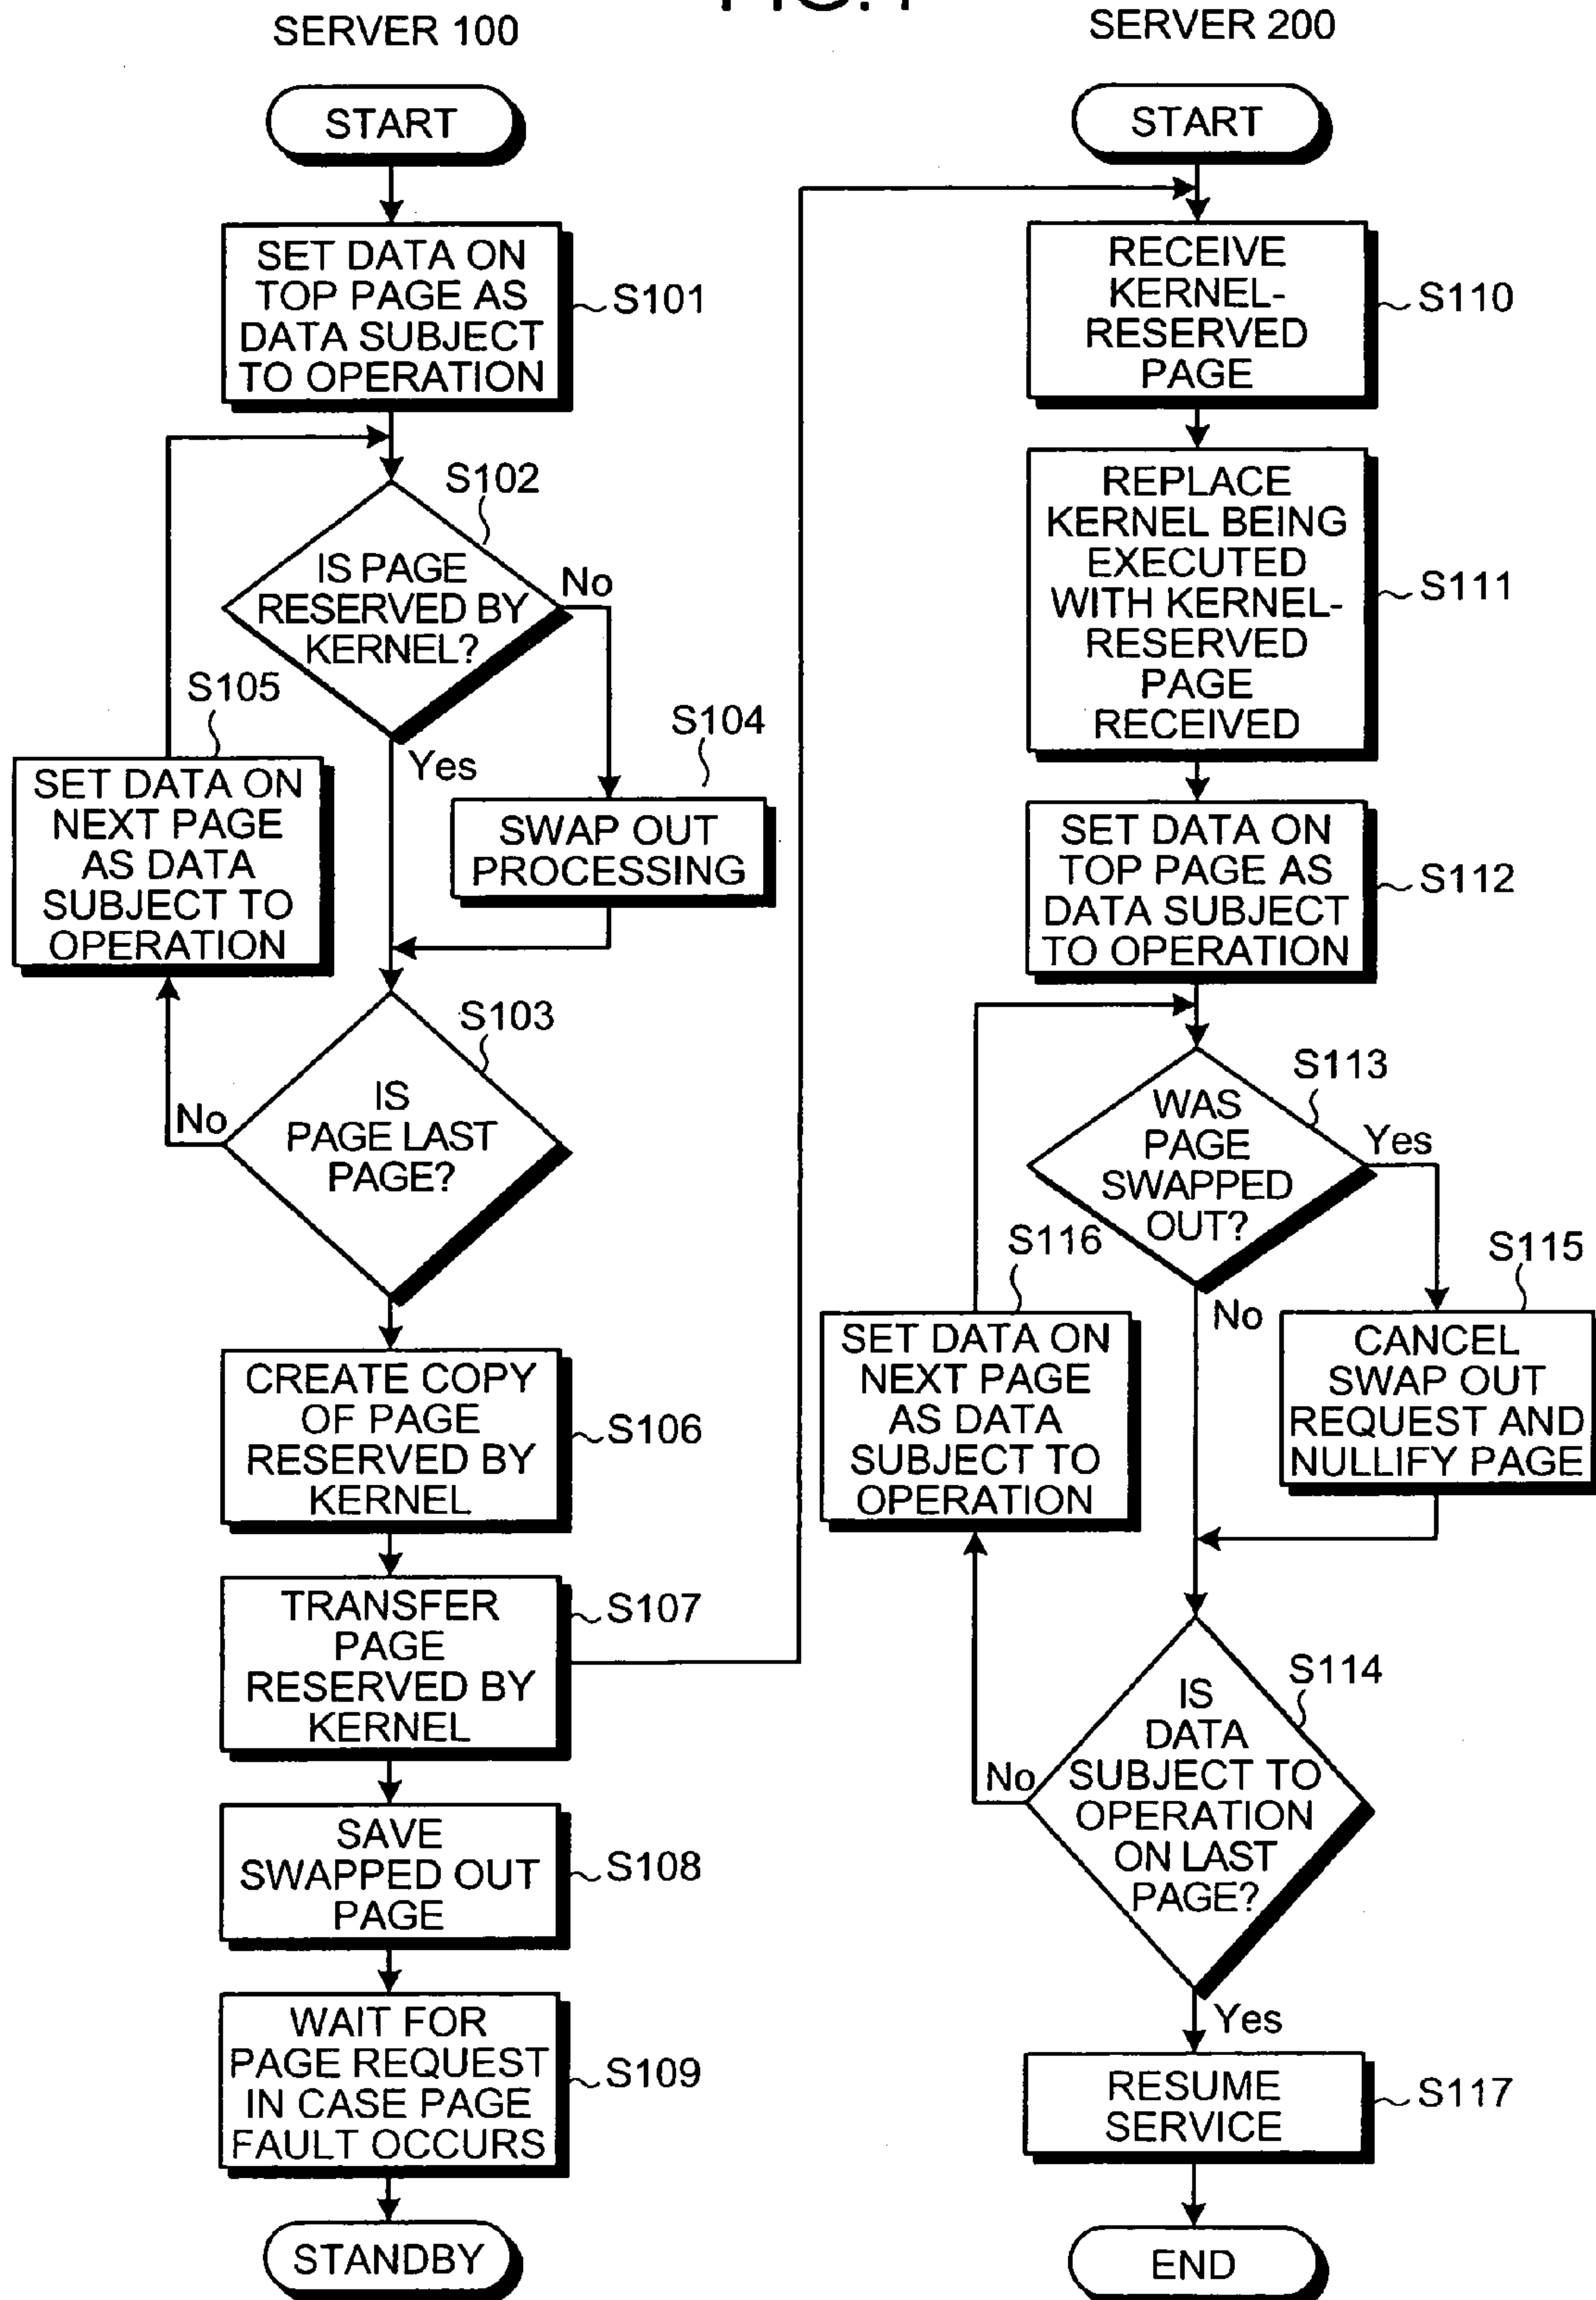 SERVER 100
START
SET DATA ON
TOP PAGE AS
DATA SUBJECT
TO OPERATION
S101
S102
IS PAGE
RESERVED BY
KERNEL?
No
Yes
S105
SET DATA ON
NEXT PAGE
AS DATA
SUBJECT TO
OPERATION
S104
SWAP OUT
PROCESSING
S103
IS
PAGE LAST
PAGE?
No
CREATE COPY
OF PAGE
RESERVED BY
KERNEL
S106
TRANSFER
PAGE
RESERVED BY
KERNEL
S107
SAVE
SWAPPED OUT
PAGE
S108
WAIT FOR
PAGE REQUEST
IN CASE PAGE
FAULT OCCURS
S109
STANDBY
SERVER 200
START
RECEIVE
KERNEL-
RESERVED
PAGE
S110
REPLACE
KERNEL BEING
EXECUTED
WITH KERNEL-
RESERVED
PAGE
RECEIVED
S111
SET DATA ON
TOP PAGE AS
DATA SUBJECT
TO OPERATION
S112
S113
WAS
PAGE
SWAPPED
OUT?
Yes
No
S116
SET DATA ON
NEXT PAGE
AS DATA
SUBJECT TO
OPERATION
S115
CANCEL
SWAP OUT
REQUEST AND
NULLIFY PAGE
S114
IS
DATA
SUBJECT TO
OPERATION
ON LAST
PAGE?
No
Yes
RESUME
SERVICE
S117
END